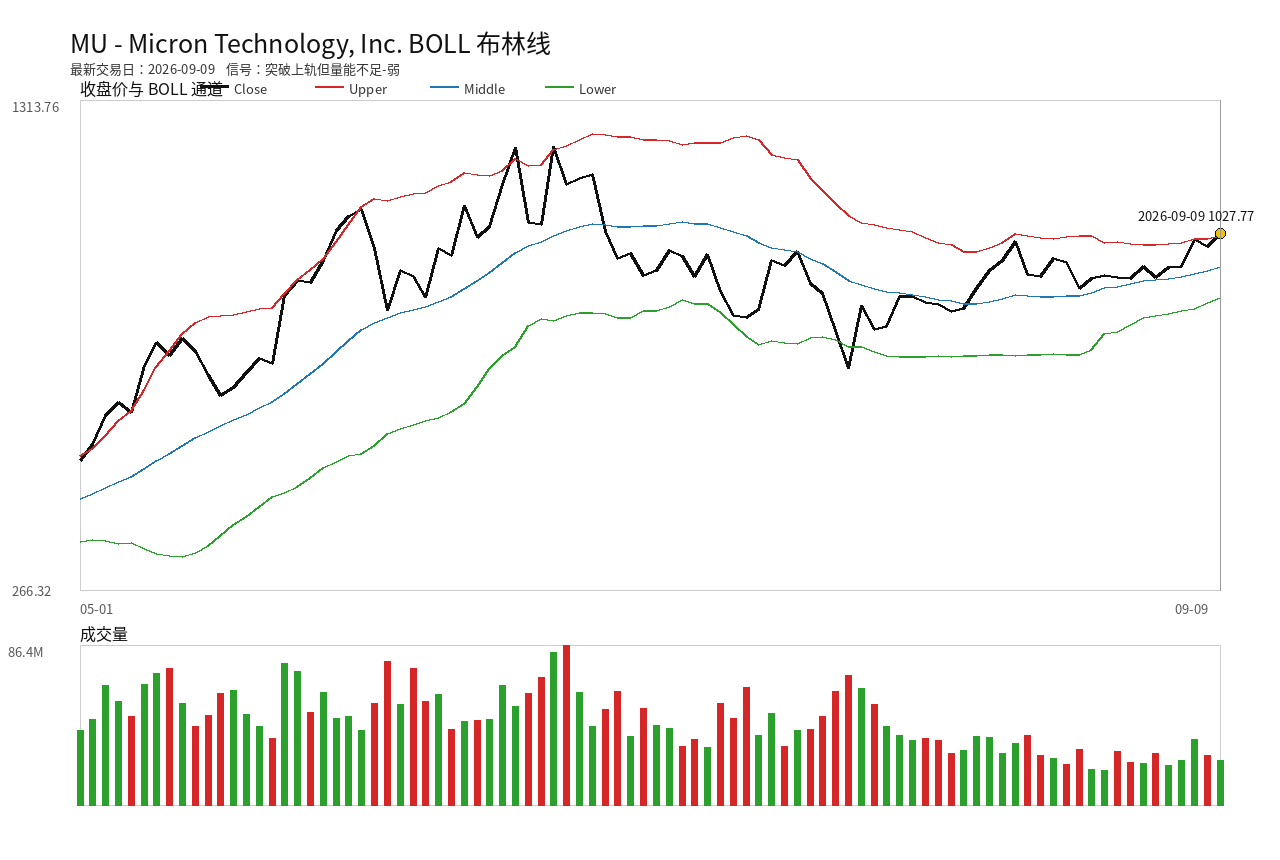 MU - Micron Technology, Inc. BOLL 布林线
最新交易日：2026-09-09 信号：突破上轨但量能不足-弱
收盘价与 BOLL 通道 Close Upper Middle Lower
1313.76
2026-09-09 1027.77
266.32
05-01 09-09
成交量
86.4M